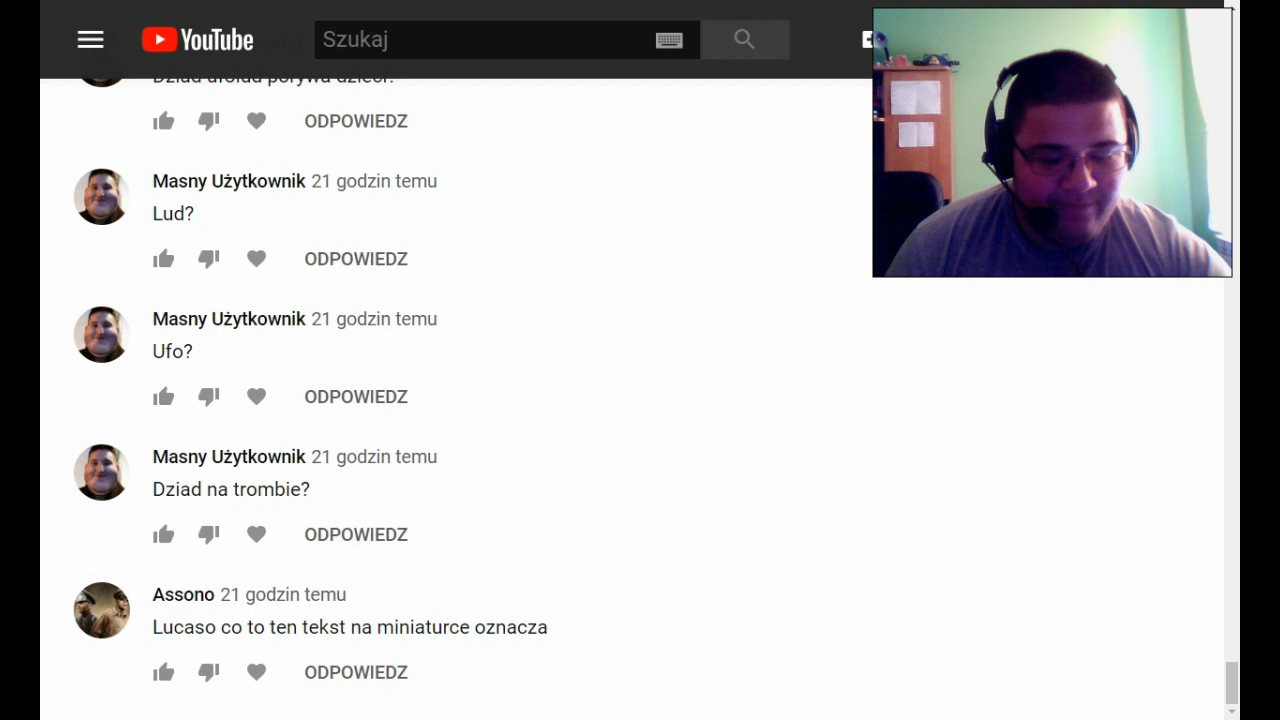 YouTube
Szukaj
ODPOWIEDZ
Masny Użytkownik 21 godzin temu
Lud?
ODPOWIEDZ
Masny Użytkownik 21 godzin temu
Ufo?
ODPOWIEDZ
Masny Użytkownik 21 godzin temu
Dziad na trombie?
ODPOWIEDZ
Assono 21 godzin temu
Lucaso co to ten tekst na miniaturce oznacza
ODPOWIEDZ